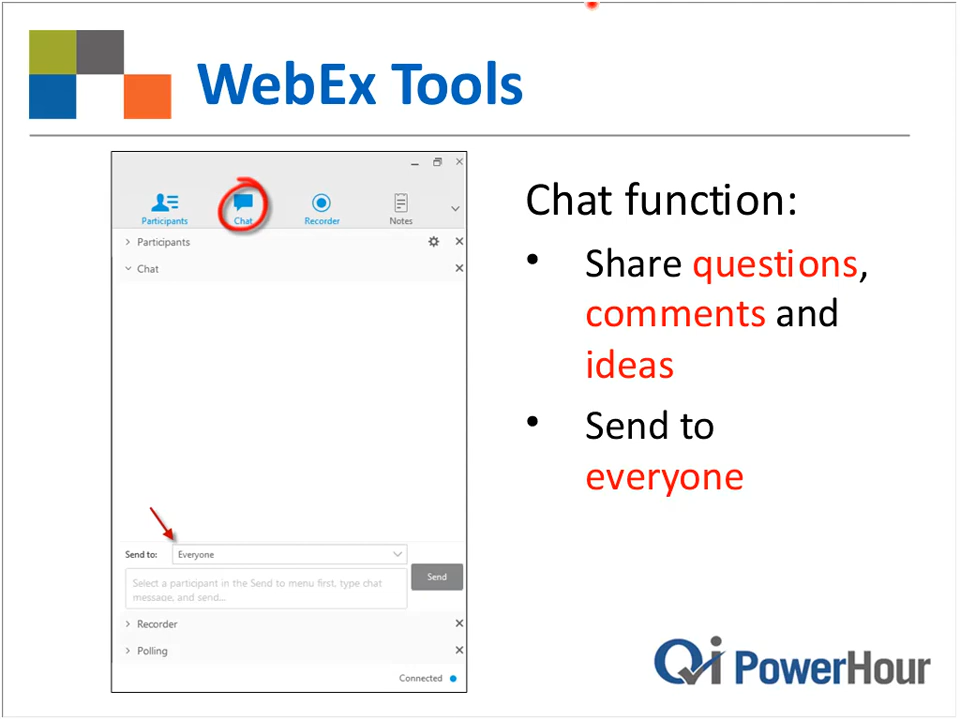 WebEx Tools
Participants
Chat
Recorder
Notes
Participants
Chat
Send to:
Everyone
Select a participant in the Send to menu first, type chat
message, and send...
Send
Recorder
Polling
Connected
Chat function:
• Share questions,
comments and
ideas
• Send to
everyone
Qi PowerHour